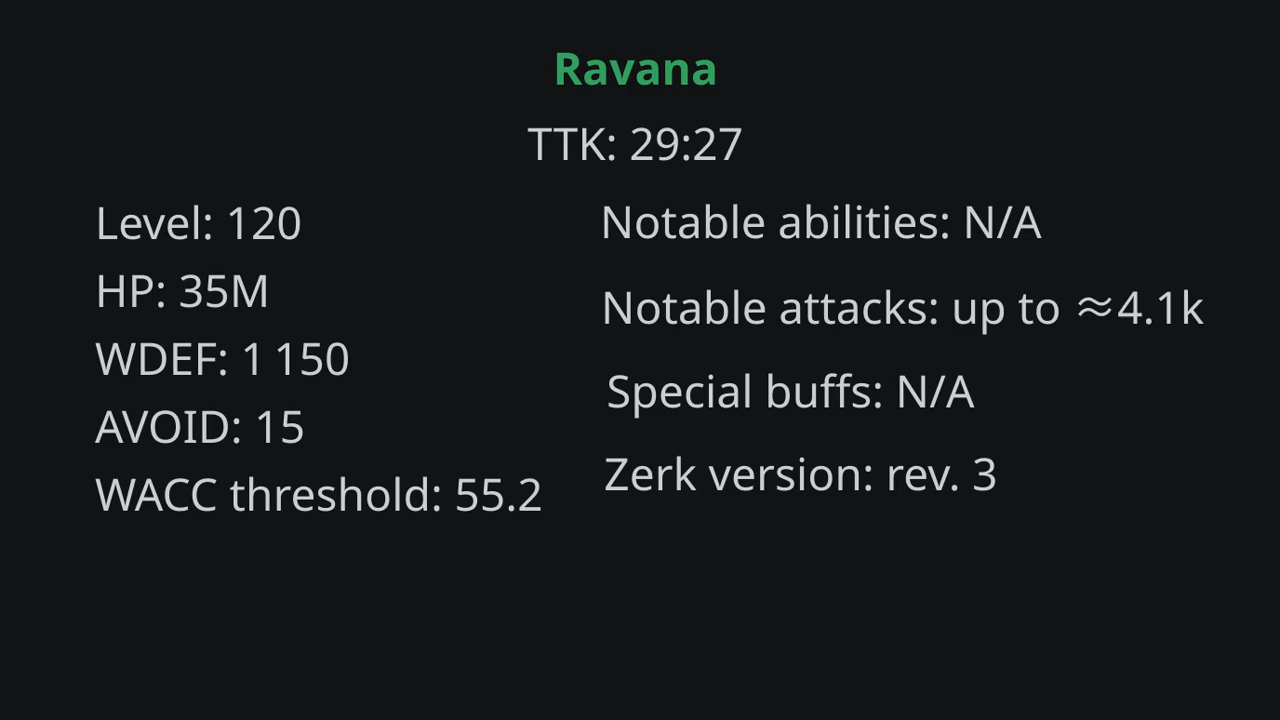 Ravana
TTK: 29:27
Level: 120
HP: 35M
WDEF: 1 150
AVOID: 15
WACC threshold: 55.2
Notable abilities: N/A
Notable attacks: up to ≈4.1k
Special buffs: N/A
Zerk version: rev. 3